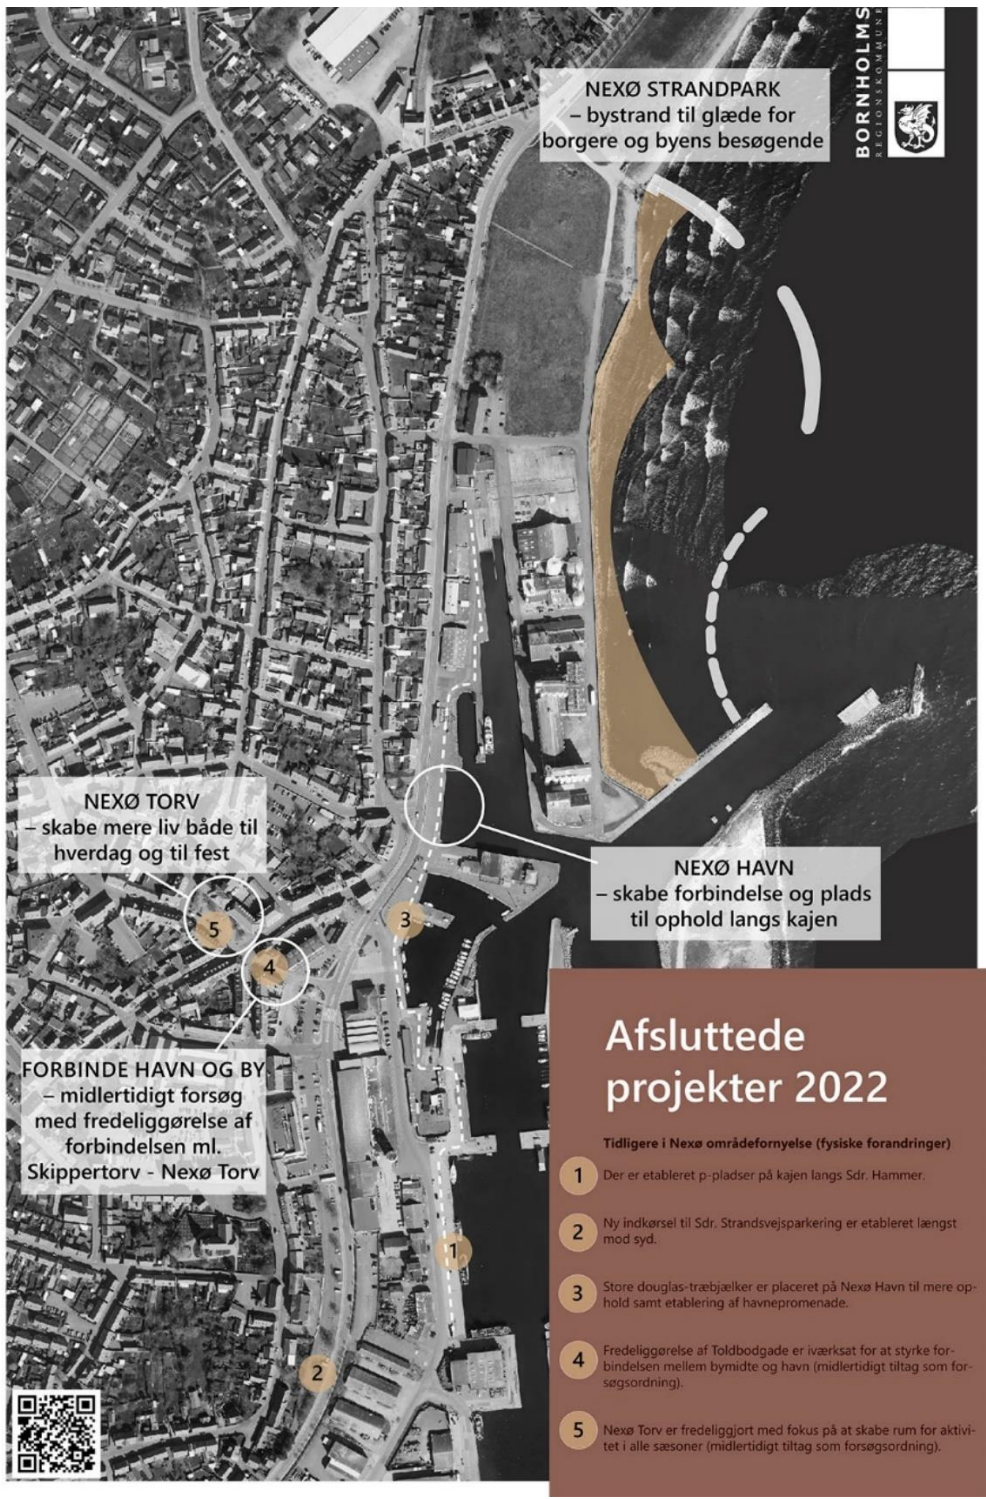 BORNHOLMS
REGIONSKOMMUNE
NEXØ STRANDPARK
– bystrand til glæde for
borgere og byens besøgende
NEXØ TORV
– skabe mere liv både til
hverdag og til fest
NEXØ HAVN
– skabe forbindelse og plads
til ophold langs kajen
5
4
3
FORBINDE HAVN OG BY
– midlertidigt forsøg
med fredeliggørelse af
forbindelsen ml.
Skippertorv - Nexø Torv
1
2
Afsluttede
projekter 2022
Tidligere i Nexø områdefornyelse (fysiske forandringer)
1 Der er etableret p-pladser på kajen langs Sdr. Hammer.
2 Ny indkørsel til Sdr. Strandsvejsparkering er etableret længst
mod syd.
3 Store douglas-træbjælker er placeret på Nexø Havn til mere op-
hold samt etablering af havnepromenade.
4 Fredeliggørelse af Toldbodgade er iværksat for at styrke for-
bindelsen mellem bymidte og havn (midlertidigt tiltag som for-
søgsordning).
5 Nexø Torv er fredeliggjort med fokus på at skabe rum for aktivi-
tet i alle sæsoner (midlertidigt tiltag som forsøgsordning).